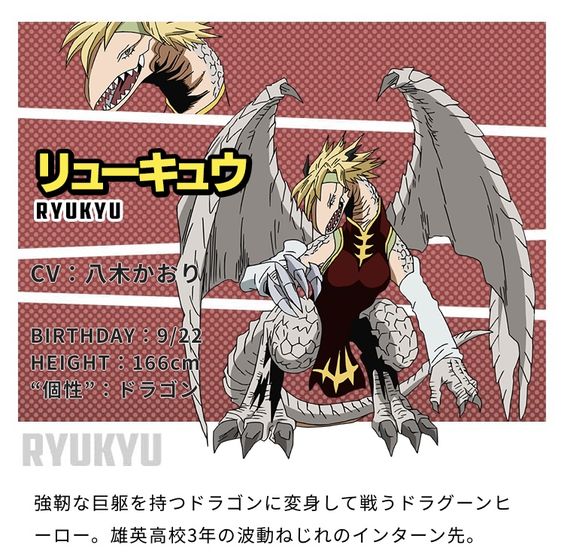 リューキュウ
RYUKYU
CV：八木かおり
BIRTHDAY：9/22
HEIGHT：166cm
“個性”：ドラゴン
RYUKYU
強靭な巨躯を持つドラゴンに変身して戦うドラグーンヒ
ーロー。雄英高校3年の波動ねじれのインターン先。